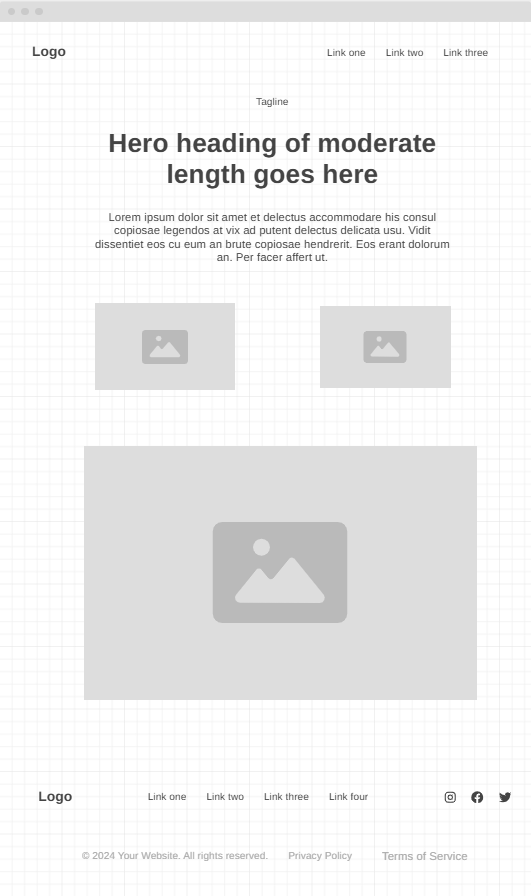 Logo
Link one Link two Link three
Tagline
Hero heading of moderate
length goes here
Lorem ipsum dolor sit amet et delectus accommodare his consul
copiosae legendos at vix ad putent delectus delicata usu. Vidit
dissentiet eos cu eum an brute copiosae hendrerit. Eos erant dolorum
an. Per facer affert ut.
Logo
Link one Link two Link three Link four
© 2024 Your Website. All rights reserved. Privacy Policy Terms of Service